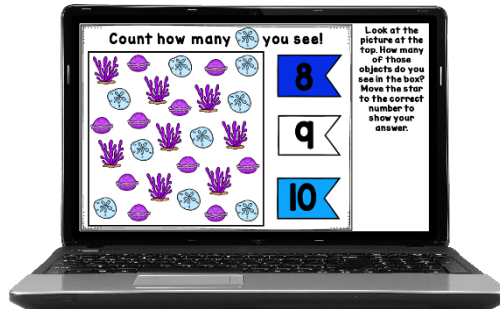 Count how many you see!
Look at the
picture at the
top. How many
of those
objects do you
see in the box?
Move the star
to the correct
number to
show your
answer.
8
9
10